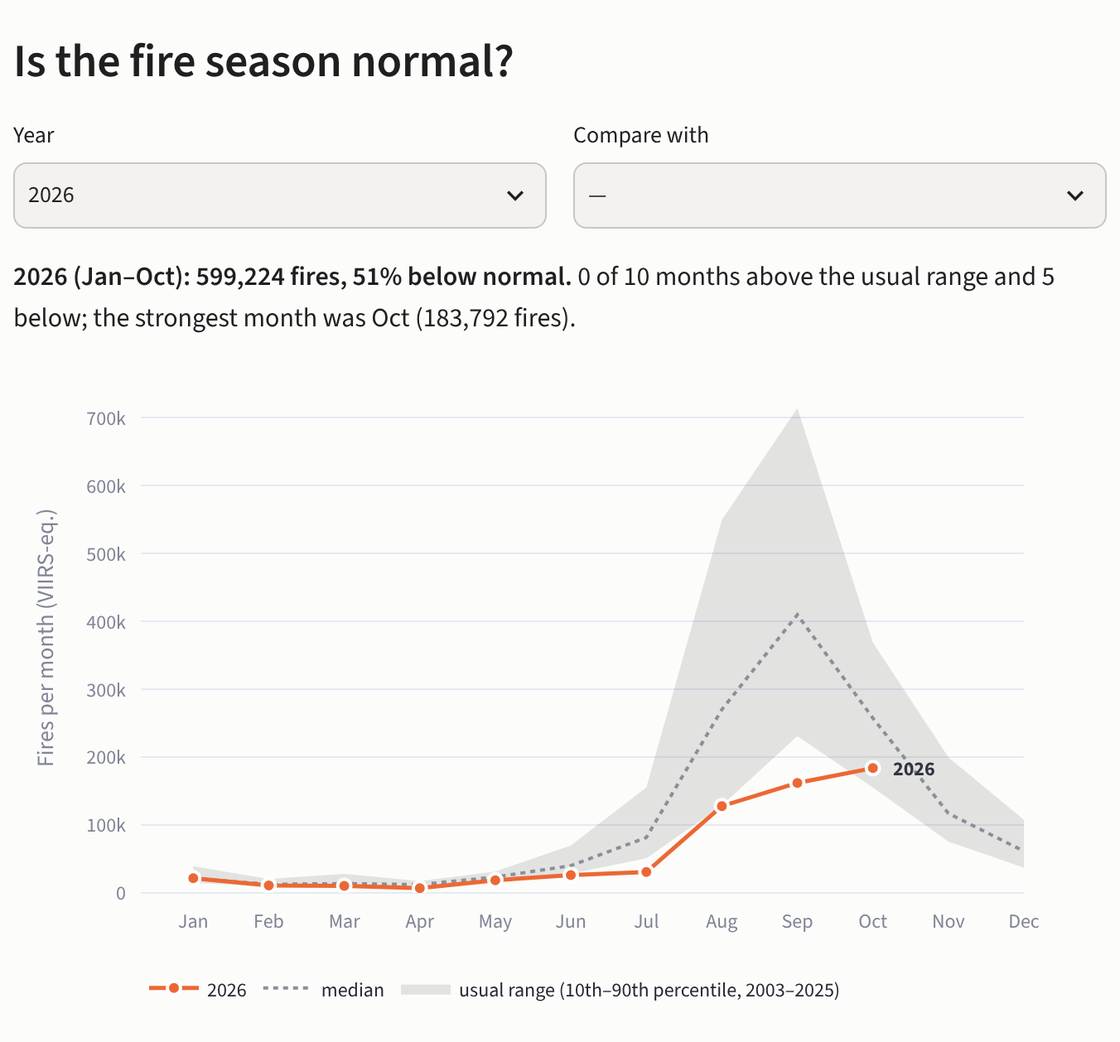 Is the fire season normal?
Year
Compare with
2026
—
2026 (Jan–Oct): 599,224 fires, 51% below normal. 0 of 10 months above the usual range and 5
below; the strongest month was Oct (183,792 fires).
Fires per month (VIIRS-eq.)
700k
600k
500k
400k
300k
200k
100k
0
2026
Jan
Feb
Mar
Apr
May
Jun
Jul
Aug
Sep
Oct
Nov
Dec
2026
median
usual range (10th–90th percentile, 2003–2025)